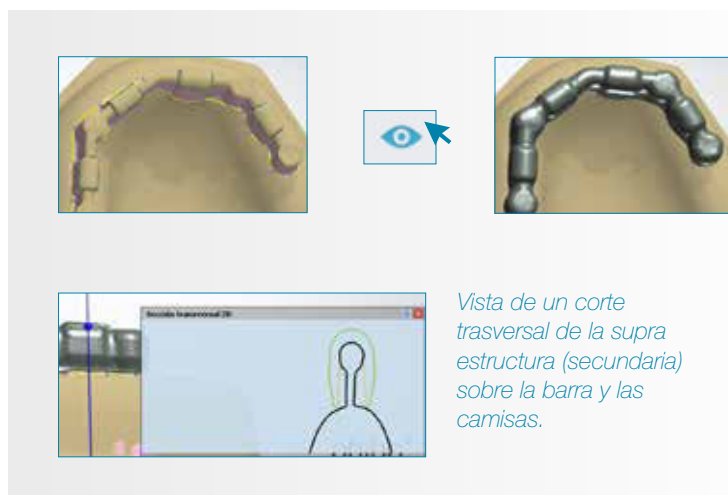 Sección transversal 2D
Vista de un corte
trasversal de la supra
estructura (secundaria)
sobre la barra y las
camisas.